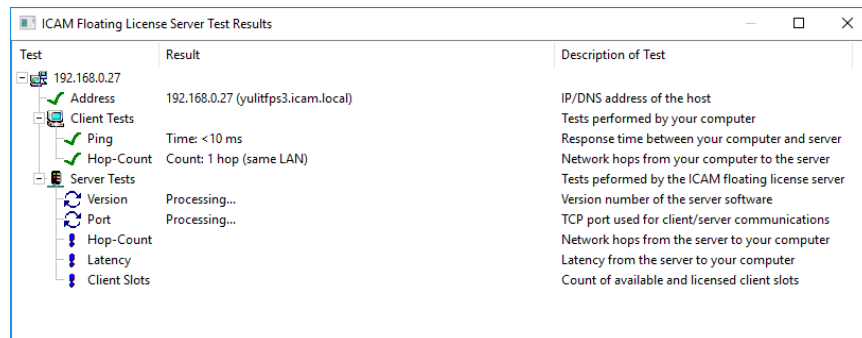 ICAM Floating License Server Test Results
Test Result Description of Test
192.168.0.27
Address 192.168.0.27 (yulitfps3.icam.local) IP/DNS address of the host
Client Tests Tests performed by your computer
Ping Time: <10 ms Response time between your computer and server
Hop-Count Count: 1 hop (same LAN) Network hops from your computer to the server
Server Tests Tests peformed by the ICAM floating license server
Version Processing... Version number of the server software
Port Processing... TCP port used for client/server communications
Hop-Count Network hops from the server to your computer
Latency Latency from the server to your computer
Client Slots Count of available and licensed client slots